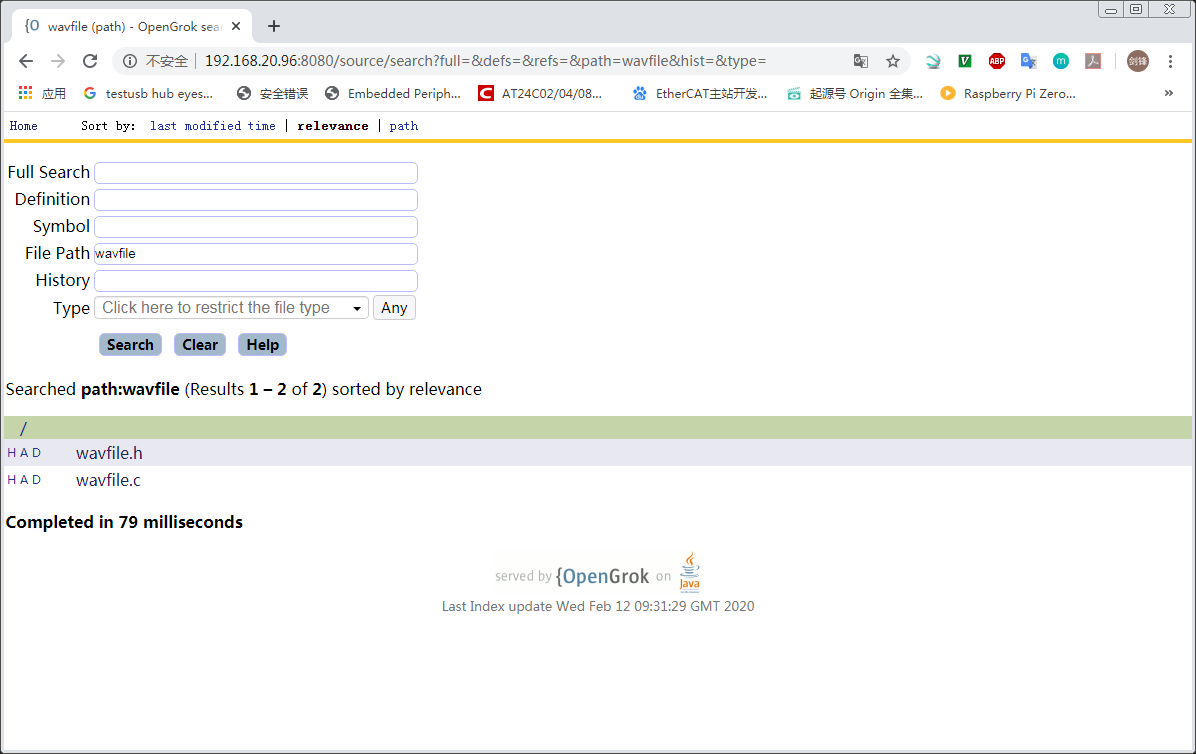 {O wavfile (path) - OpenGrok sea
不安全 192.168.20.96:8080/source/search?full=&defs=&refs=&path=wavfile&hist=&type=
V ABP m 剑锋
应用 testusb hub eyes... 安全错误 Embedded Periph... C AT24C02/04/08... EtherCAT主站开发... 起源号 Origin 全集... Raspberry Pi Zero... »
Home Sort by: last modified time | relevance | path
Full Search
Definition
Symbol
File Path wavfile
History
Type Click here to restrict the file type Any
Search Clear Help
Searched path:wavfile (Results 1 – 2 of 2) sorted by relevance
/
H A D wavfile.h
H A D wavfile.c
Completed in 79 milliseconds
served by {OpenGrok on Java
Last Index update Wed Feb 12 09:31:29 GMT 2020